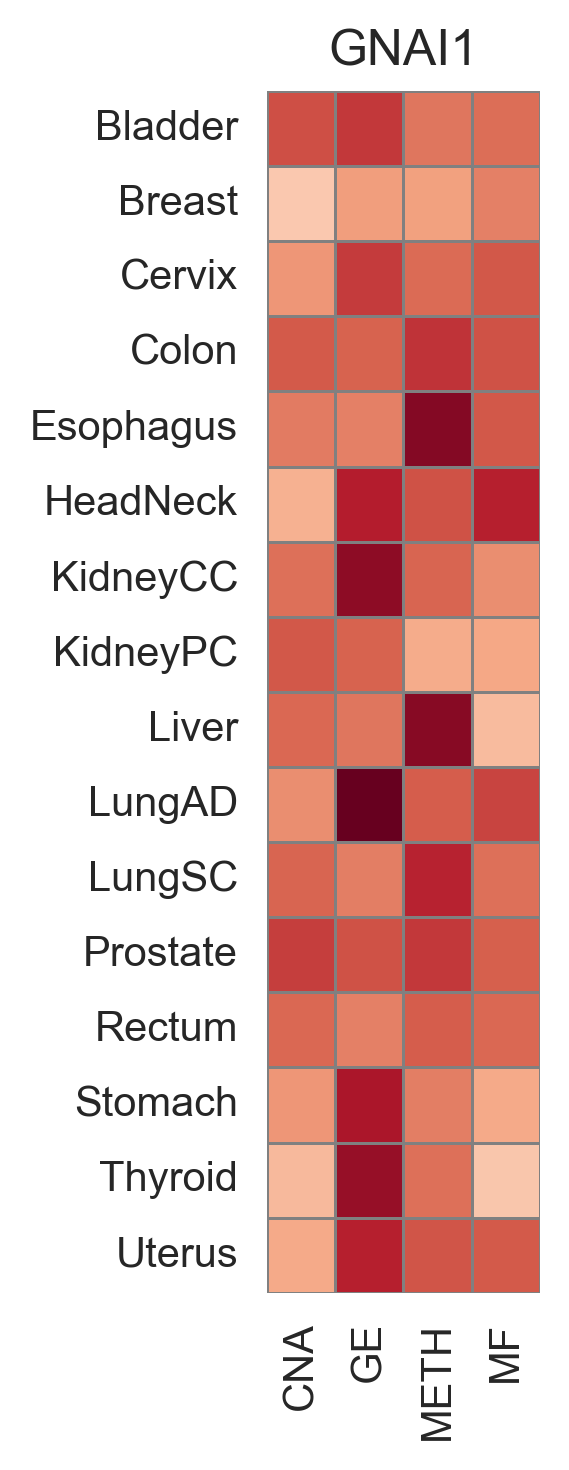 GNAI1
Bladder
Breast
Cervix
Colon
Esophagus
HeadNeck
KidneyCC
KidneyPC
Liver
LungAD
LungSC
Prostate
Rectum
Stomach
Thyroid
Uterus
CNA
GE
METH
MF